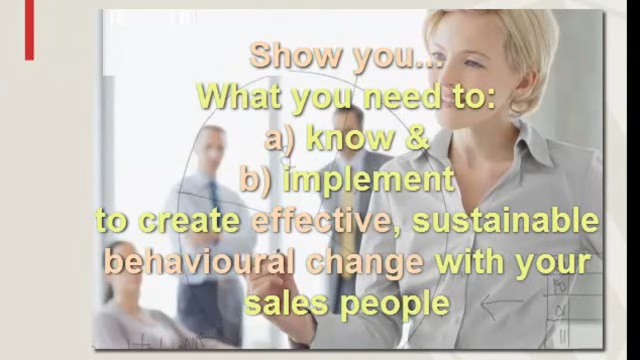 Show you...
What you need to:
a) know &
b) implement
to create effective, sustainable
behavioural change with your
sales people